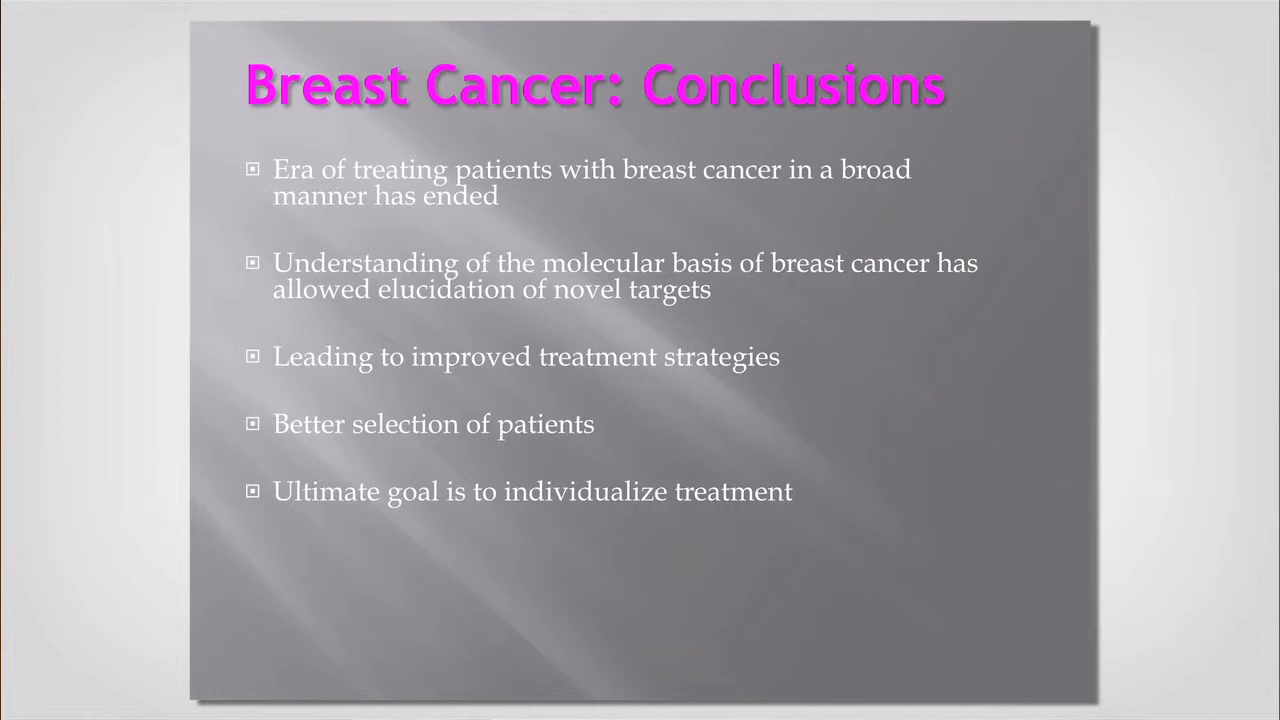 Breast Cancer: Conclusions
Era of treating patients with breast cancer in a broad
manner has ended
Understanding of the molecular basis of breast cancer has
allowed elucidation of novel targets
Leading to improved treatment strategies
Better selection of patients
Ultimate goal is to individualize treatment